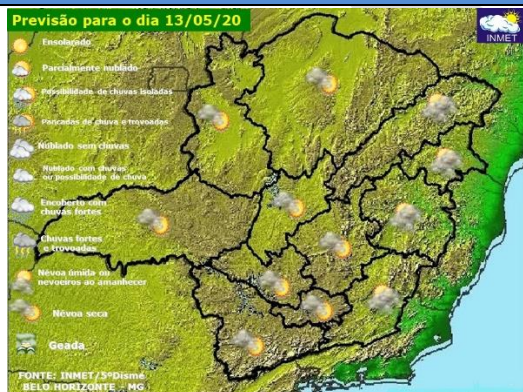 Previsão para o dia 13/05/20
INMET
Ensolarado
Parcialmente nublado
Possibilidade de chuvas isoladas
Pancadas de chuva e trovoadas
Nublado sem chuvas
Nublado com chuvas
ou possibilidade de chuva
Encoberto com
chuvas fortes
Chuvas fortes
e trovoadas
Névoa úmida ou
nevoeiros ao amanhecer
Névoa seca
Geada
FONTE: INMET/5ºDisme
BELO HORIZONTE - MG